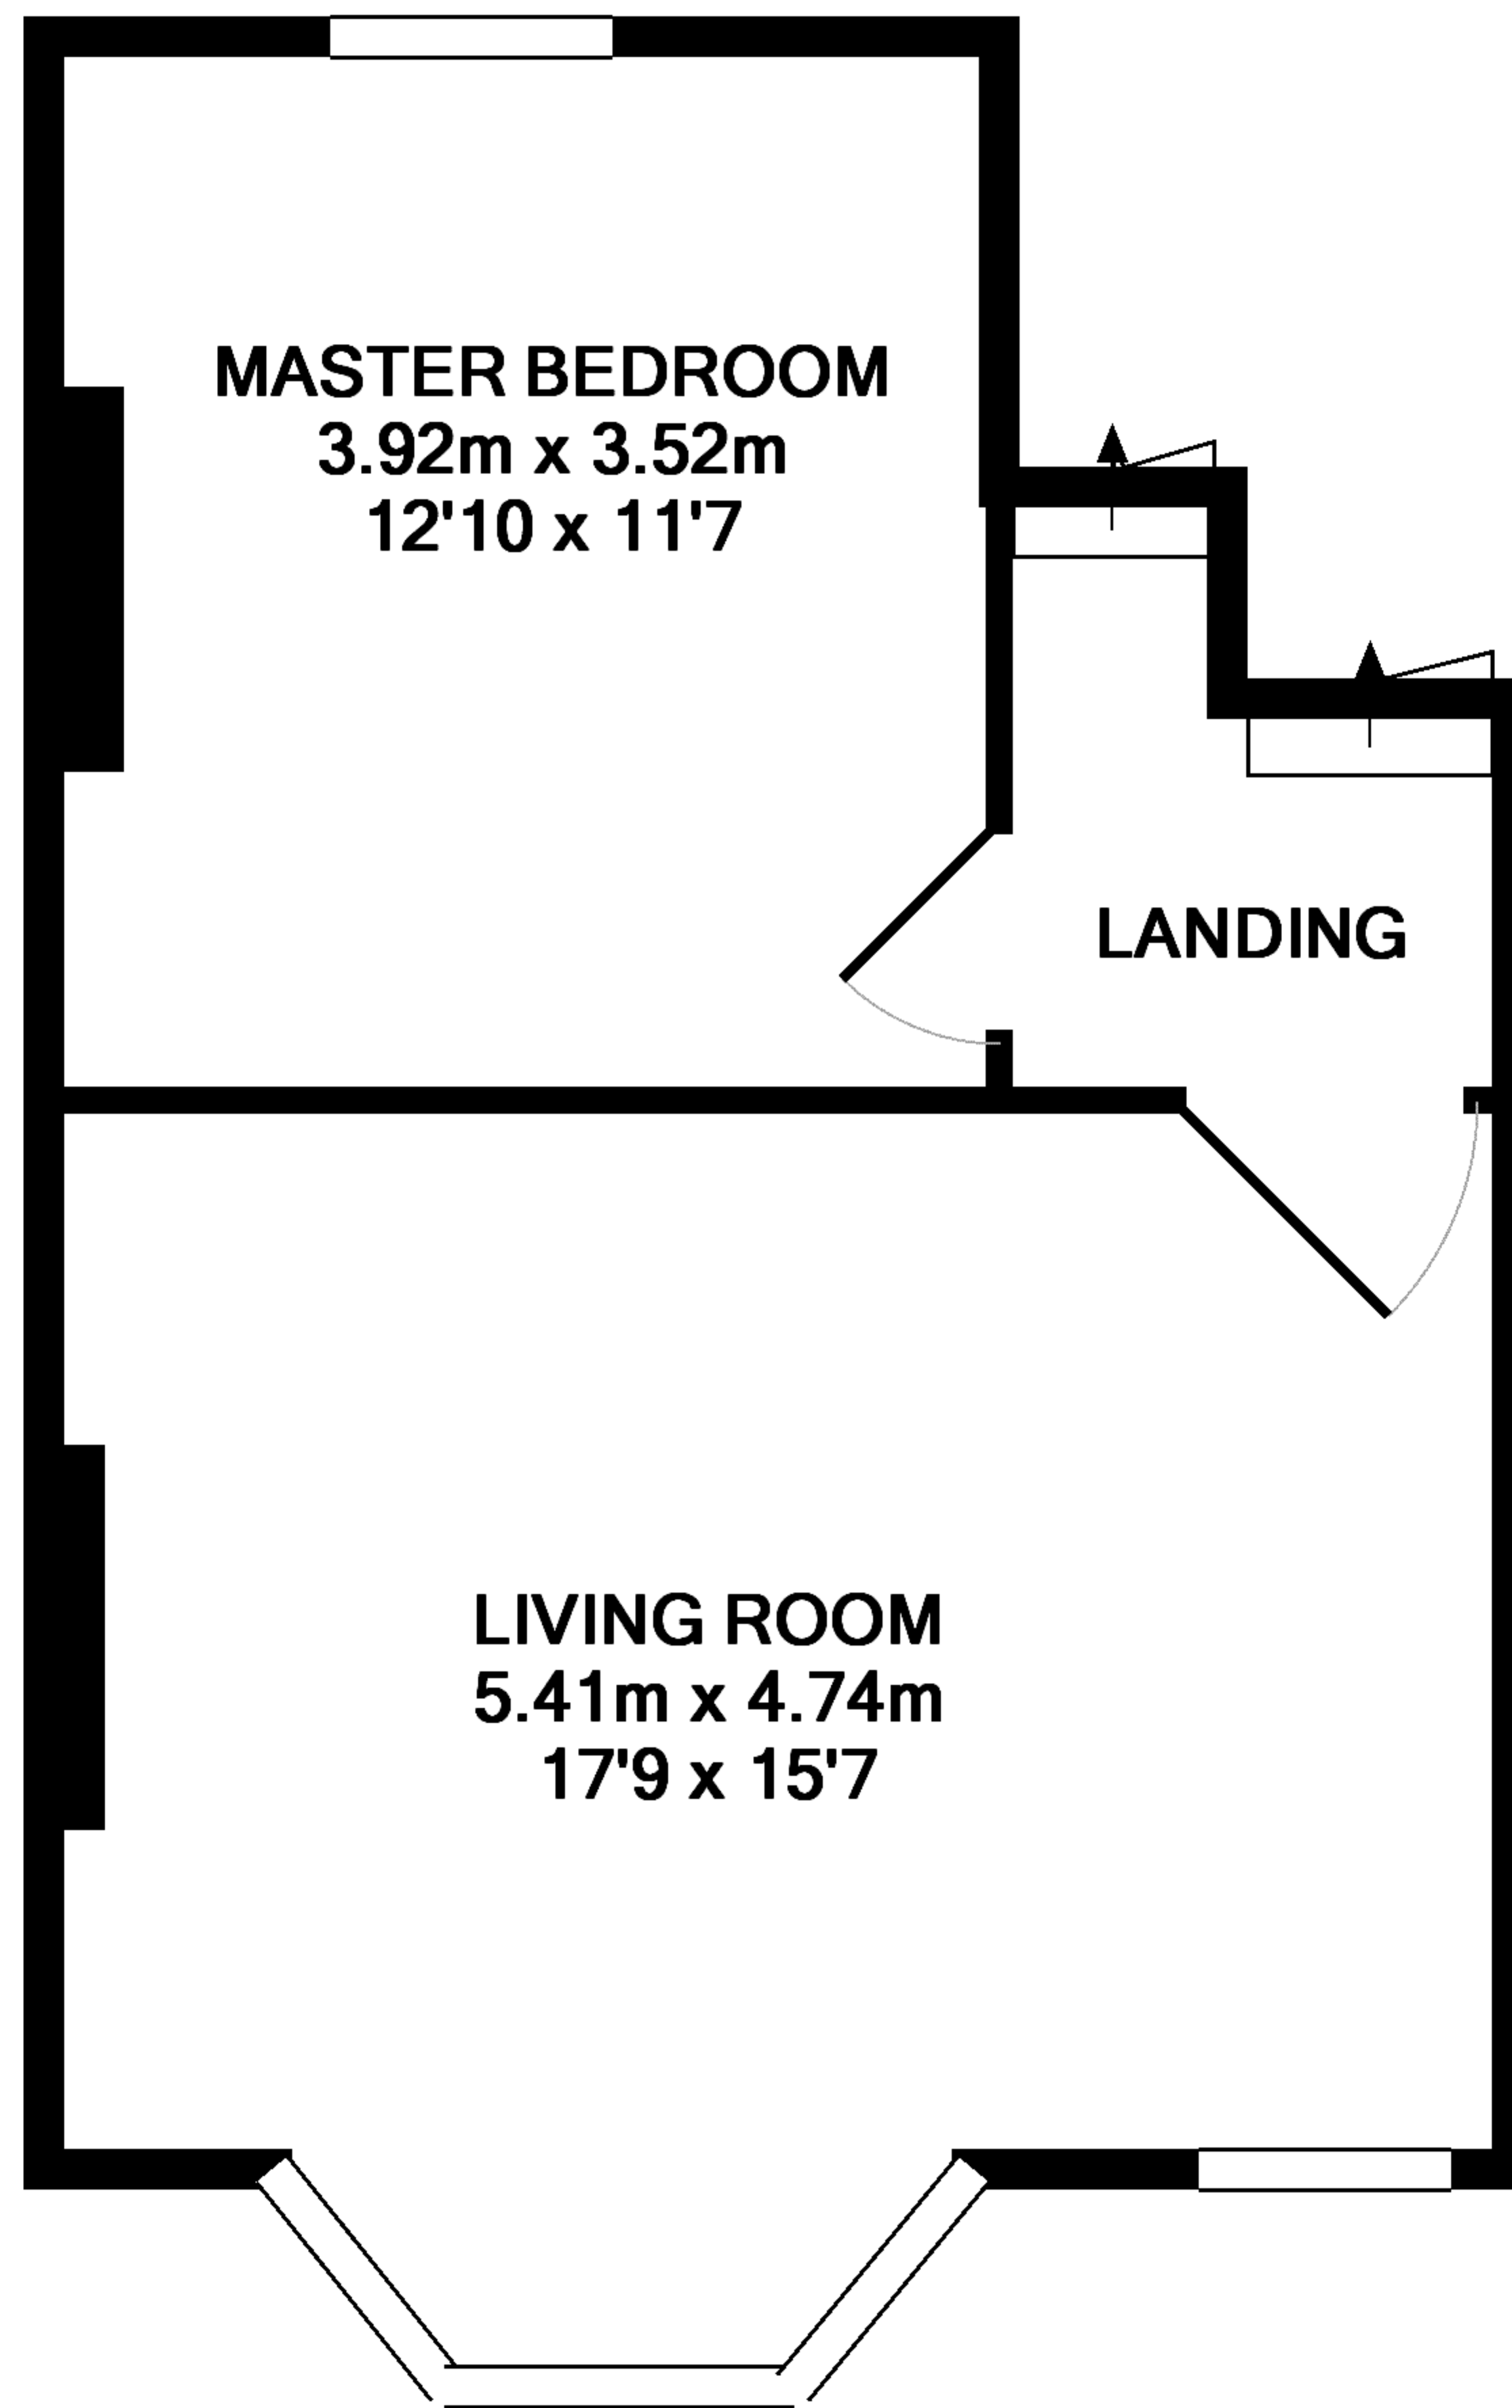 MASTER BEDROOM
3.92m x 3.52m
12'10 x 11'7
LANDING
LIVING ROOM
5.41m x 4.74m
17'9 x 15'7